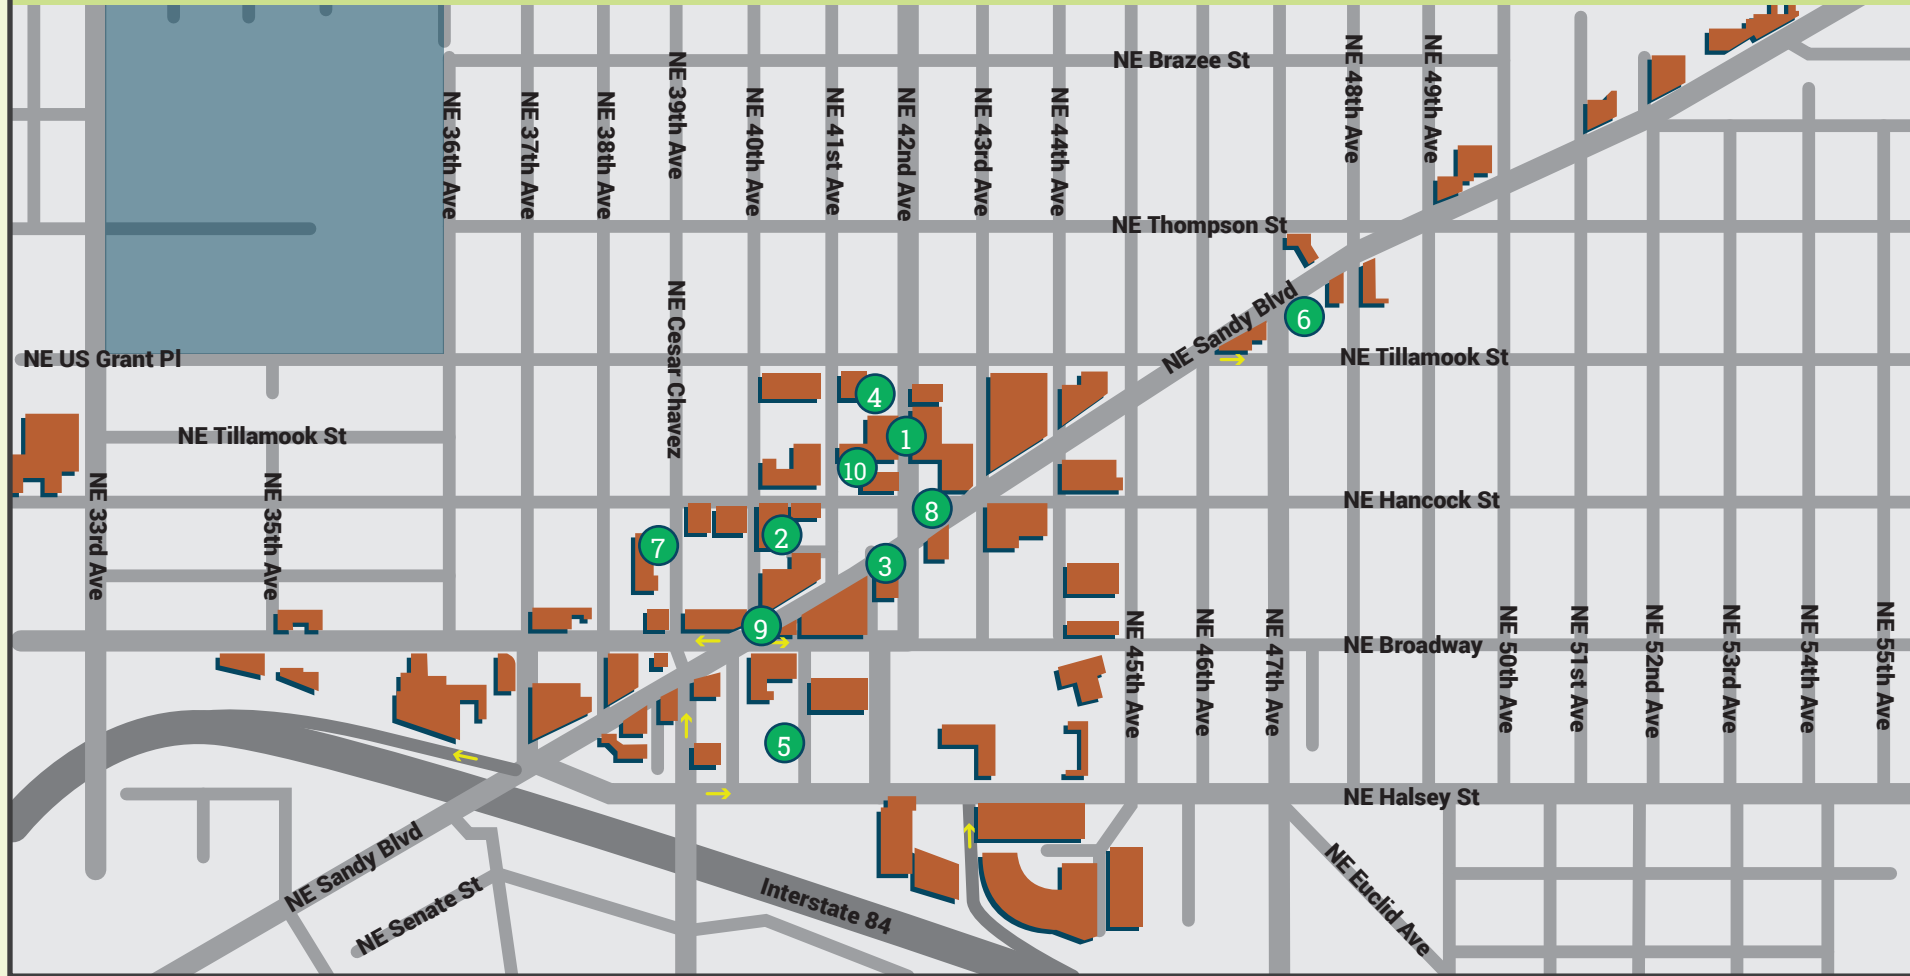 NE Brazee St
NE 39th Ave
NE 48th Ave
NE 49th Ave
NE 36th Ave
NE 37th Ave
NE 38th Ave
NE 40th Ave
NE 41st Ave
NE 42nd Ave
NE 43rd Ave
NE 44th Ave
NE Thompson St
NE Cesar Chavez
NE Sandy Blvd
6
NE US Grant Pl
NE Tillamook St
4
NE Tillamook St
1
10
NE 33rd Ave
NE 35th Ave
NE Hancock St
8
2
7
3
9
NE Broadway
NE 45th Ave
NE 46th Ave
NE 47th Ave
NE 50th Ave
NE 51st Ave
NE 52nd Ave
NE 53rd Ave
NE 54th Ave
NE 55th Ave
5
NE Halsey St
NE Sandy Blvd
NE Senate St
Interstate 84
NE Euclid Ave